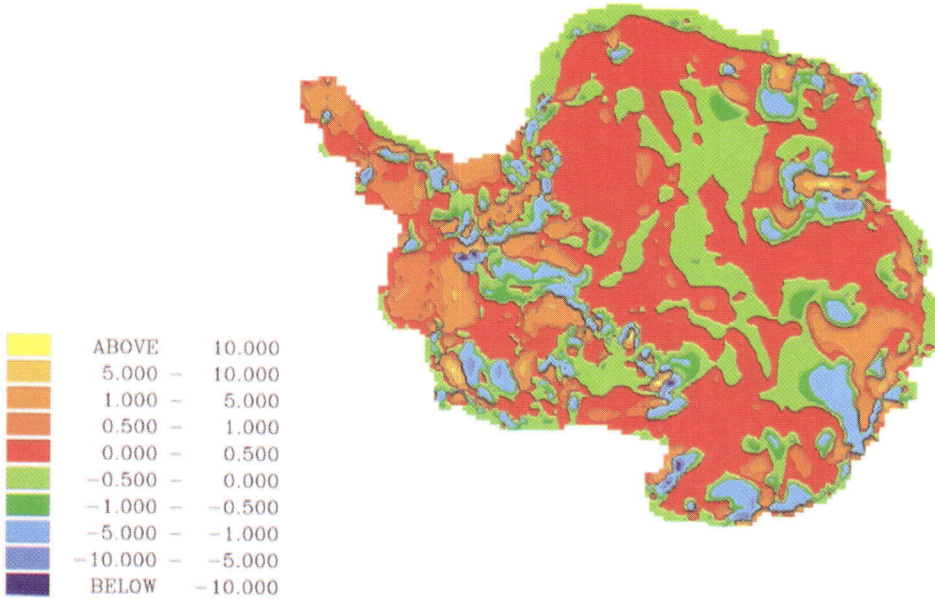 ABOVE 10.000
5.000 – 10.000
1.000 – 5.000
0.500 – 1.000
0.000 – 0.500
-0.500 – 0.000
-1.000 – -0.500
-5.000 – -1.000
-10.000 – -5.000
BELOW -10.000